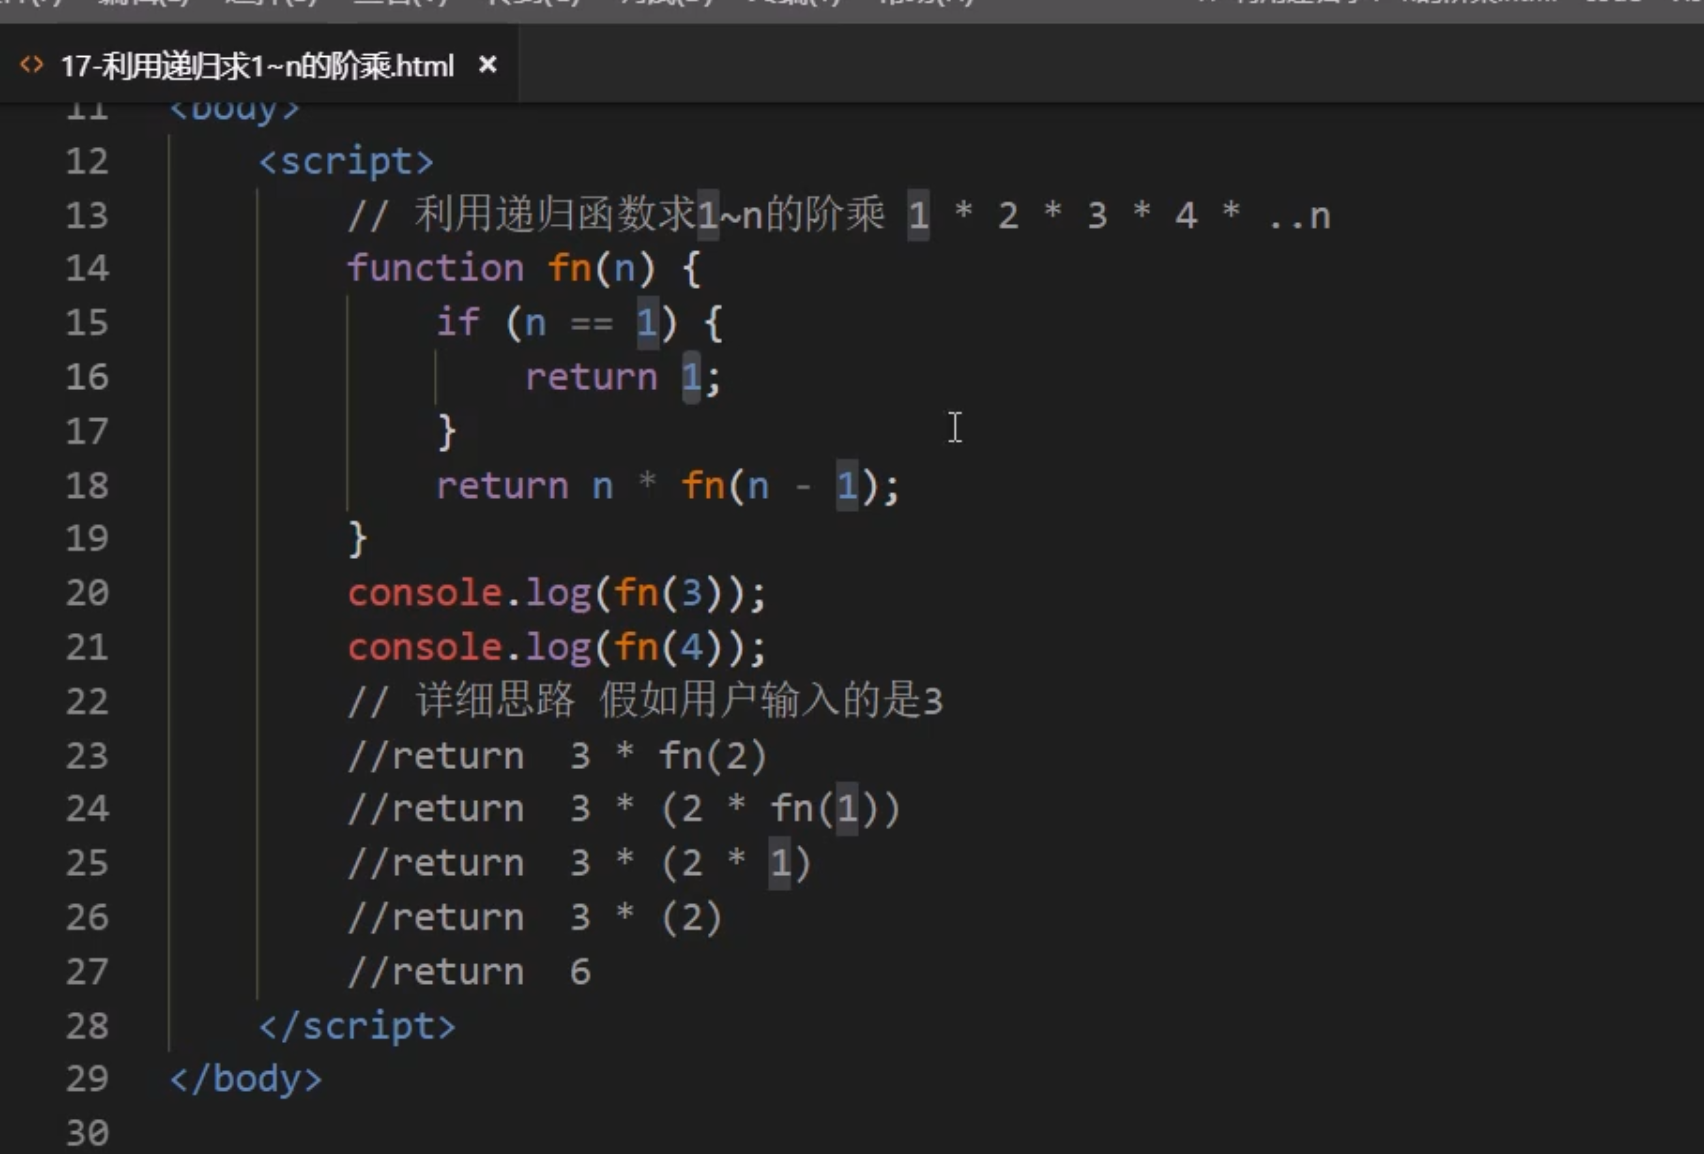 17-利用递归求1~n的阶乘.html
11 <body>
12 <script>
13 // 利用递归函数求1~n的阶乘 1 * 2 * 3 * 4 * ..n
14 function fn(n) {
15 if (n == 1) {
16 return 1;
17 }
18 return n * fn(n - 1);
19 }
20 console.log(fn(3));
21 console.log(fn(4));
22 // 详细思路 假如用户输入的是3
23 //return 3 * fn(2)
24 //return 3 * (2 * fn(1))
25 //return 3 * (2 * 1)
26 //return 3 * (2)
27 //return 6
28 </script>
29 </body>
30